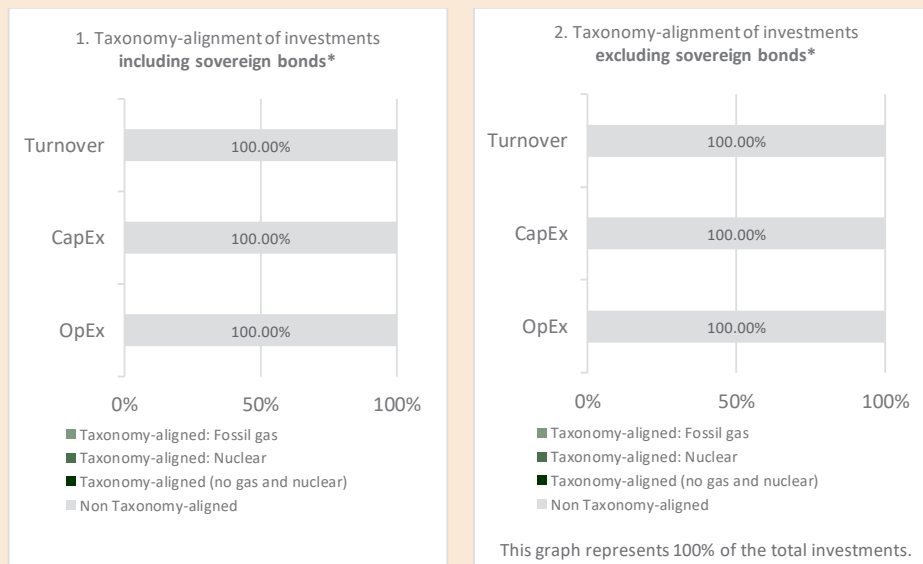 1. Taxonomy-alignment of investments
including sovereign bonds*
Turnover
100.00%
CapEx
100.00%
OpEx
100.00%
0%
50%
100%
Taxonomy-aligned: Fossil gas
Taxonomy-aligned: Nuclear
Taxonomy-aligned (no gas and nuclear)
Non Taxonomy-aligned
2. Taxonomy-alignment of investments
excluding sovereign bonds*
Turnover
100.00%
CapEx
100.00%
OpEx
100.00%
0%
50%
100%
Taxonomy-aligned: Fossil gas
Taxonomy-aligned: Nuclear
Taxonomy-aligned (no gas and nuclear)
Non Taxonomy-aligned
This graph represents 100% of the total investments.